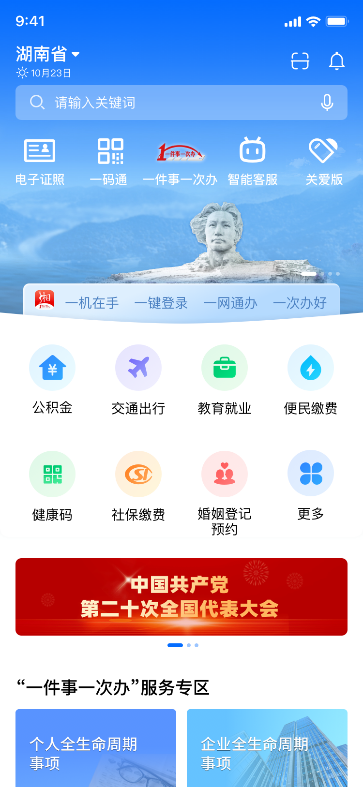 9:41
湖南省
10月23日
请输入关键词
电子证照
一码通
一件事一次办
一件事一次办
智能客服
关爱版
湘
一机在手
一键登录
一网通办
一次办好
公积金
交通出行
教育就业
便民缴费
健康码
社保缴费
婚姻登记
预约
更多
中国共产党
第二十次全国代表大会
“一件事一次办”服务专区
个人全生命周期
事项
企业全生命周期
事项